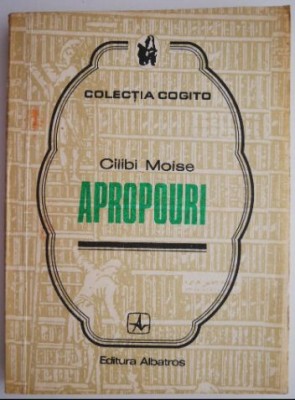 COLECȚIA COGITO
Cilibi Moise
APROPOURI
Editura Albatros